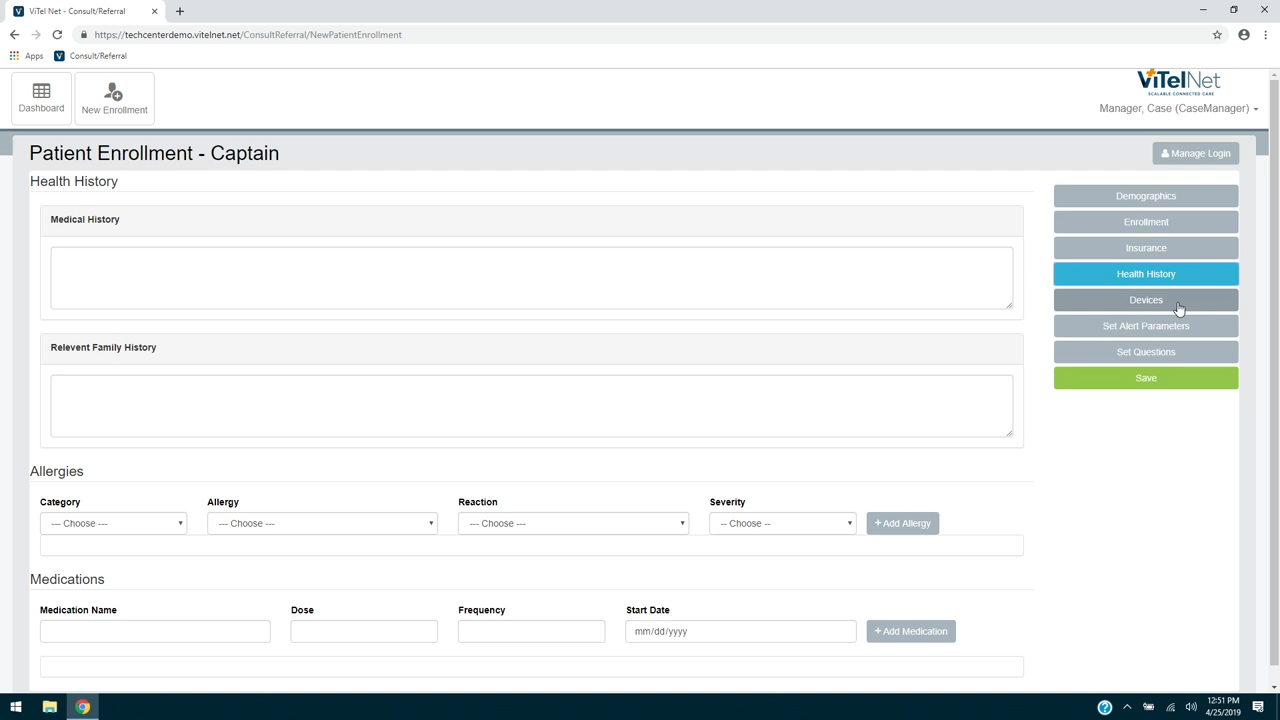 ViTel Net - Consult/Referral
https://techcenterdemo.vitelnet.net/ConsultReferral/NewPatientEnrollment
Apps
Consult/Referral
Dashboard
New Enrollment
ViTelNet
SCALABLE CONNECTED CARE
Manager, Case (CaseManager)
Patient Enrollment - Captain
Manage Login
Health History
Medical History
Relevent Family History
Demographics
Enrollment
Insurance
Health History
Devices
Set Alert Parameters
Set Questions
Save
Allergies
Category Allergy Reaction Severity
--- Choose --- --- Choose --- --- Choose --- -- Choose -- + Add Allergy
Medications
Medication Name Dose Frequency Start Date
mm/dd/yyyy + Add Medication
12:51 PM
4/25/2019